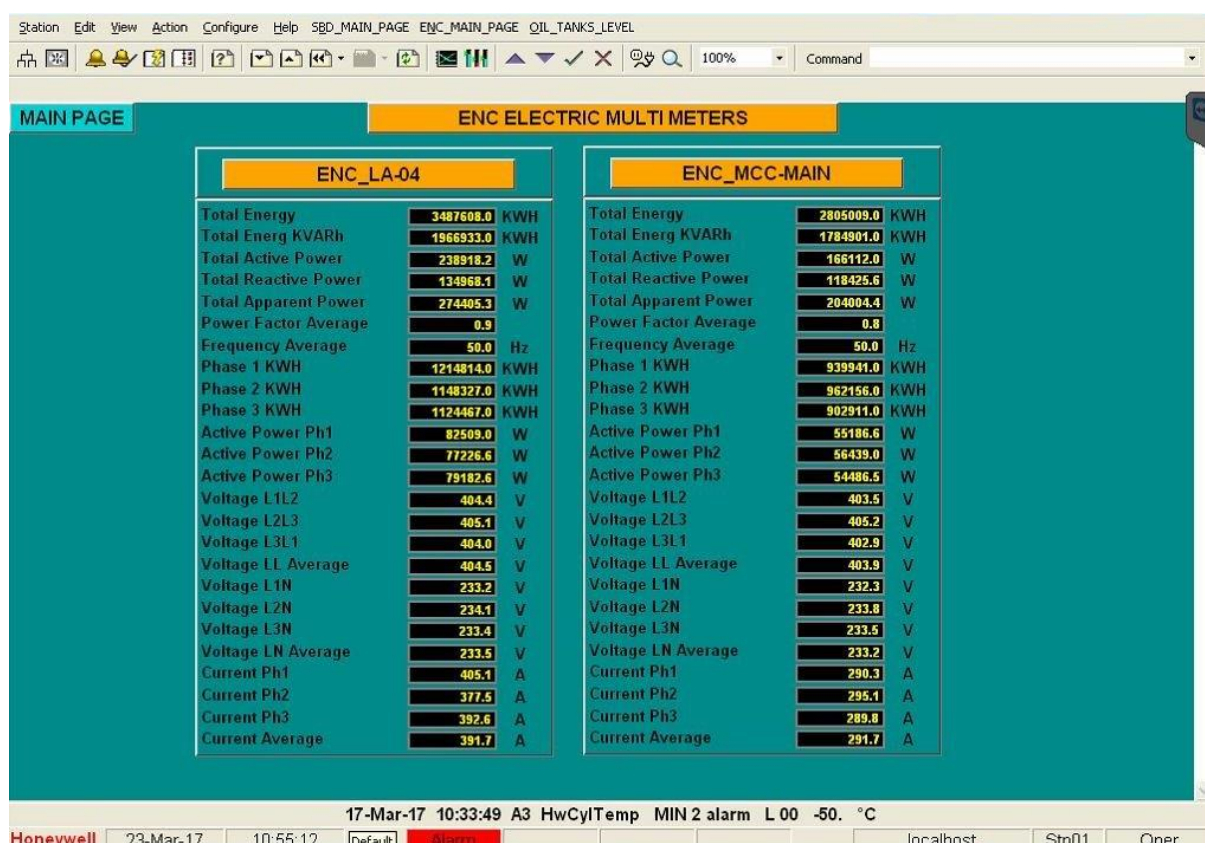 Station Edit View Action Configure Help SBD_MAIN_PAGE ENC_MAIN_PAGE OIL_TANKS_LEVEL
100% Command
MAIN PAGE ENC ELECTRIC MULTI METERS
ENC_LA-04
Total Energy 3487608.0 KWH
Total Energ KVARh 1966933.0 KWH
Total Active Power 238918.2 W
Total Reactive Power 134968.1 W
Total Apparent Power 274405.3 W
Power Factor Average 0.9
Frequency Average 50.0 Hz
Phase 1 KWH 1214814.0 KWH
Phase 2 KWH 1148327.0 KWH
Phase 3 KWH 1124467.0 KWH
Active Power Ph1 82509.0 W
Active Power Ph2 77226.6 W
Active Power Ph3 79182.6 W
Voltage L1L2 404.4 V
Voltage L2L3 405.1 V
Voltage L3L1 404.0 V
Voltage LL Average 404.5 V
Voltage L1N 233.2 V
Voltage L2N 234.1 V
Voltage L3N 233.4 V
Voltage LN Average 233.5 V
Current Ph1 405.1 A
Current Ph2 377.5 A
Current Ph3 392.6 A
Current Average 391.7 A
ENC_MCC-MAIN
Total Energy 2805009.0 KWH
Total Energ KVARh 1784901.0 KWH
Total Active Power 166112.0 W
Total Reactive Power 118425.6 W
Total Apparent Power 204004.4 W
Power Factor Average 0.8
Frequency Average 50.0 Hz
Phase 1 KWH 939941.0 KWH
Phase 2 KWH 962156.0 KWH
Phase 3 KWH 902911.0 KWH
Active Power Ph1 55186.6 W
Active Power Ph2 56439.0 W
Active Power Ph3 54486.5 W
Voltage L1L2 403.5 V
Voltage L2L3 405.2 V
Voltage L3L1 402.9 V
Voltage LL Average 403.9 V
Voltage L1N 232.3 V
Voltage L2N 233.8 V
Voltage L3N 233.5 V
Voltage LN Average 233.2 V
Current Ph1 290.3 A
Current Ph2 295.1 A
Current Ph3 289.8 A
Current Average 291.7 A
17-Mar-17 10:33:49 A3 HwCylTemp MIN 2 alarm L 00 -50. °C
Honeywell 23-Mar-17 10:55:12 Default Alarm localhost Stn01 Oper